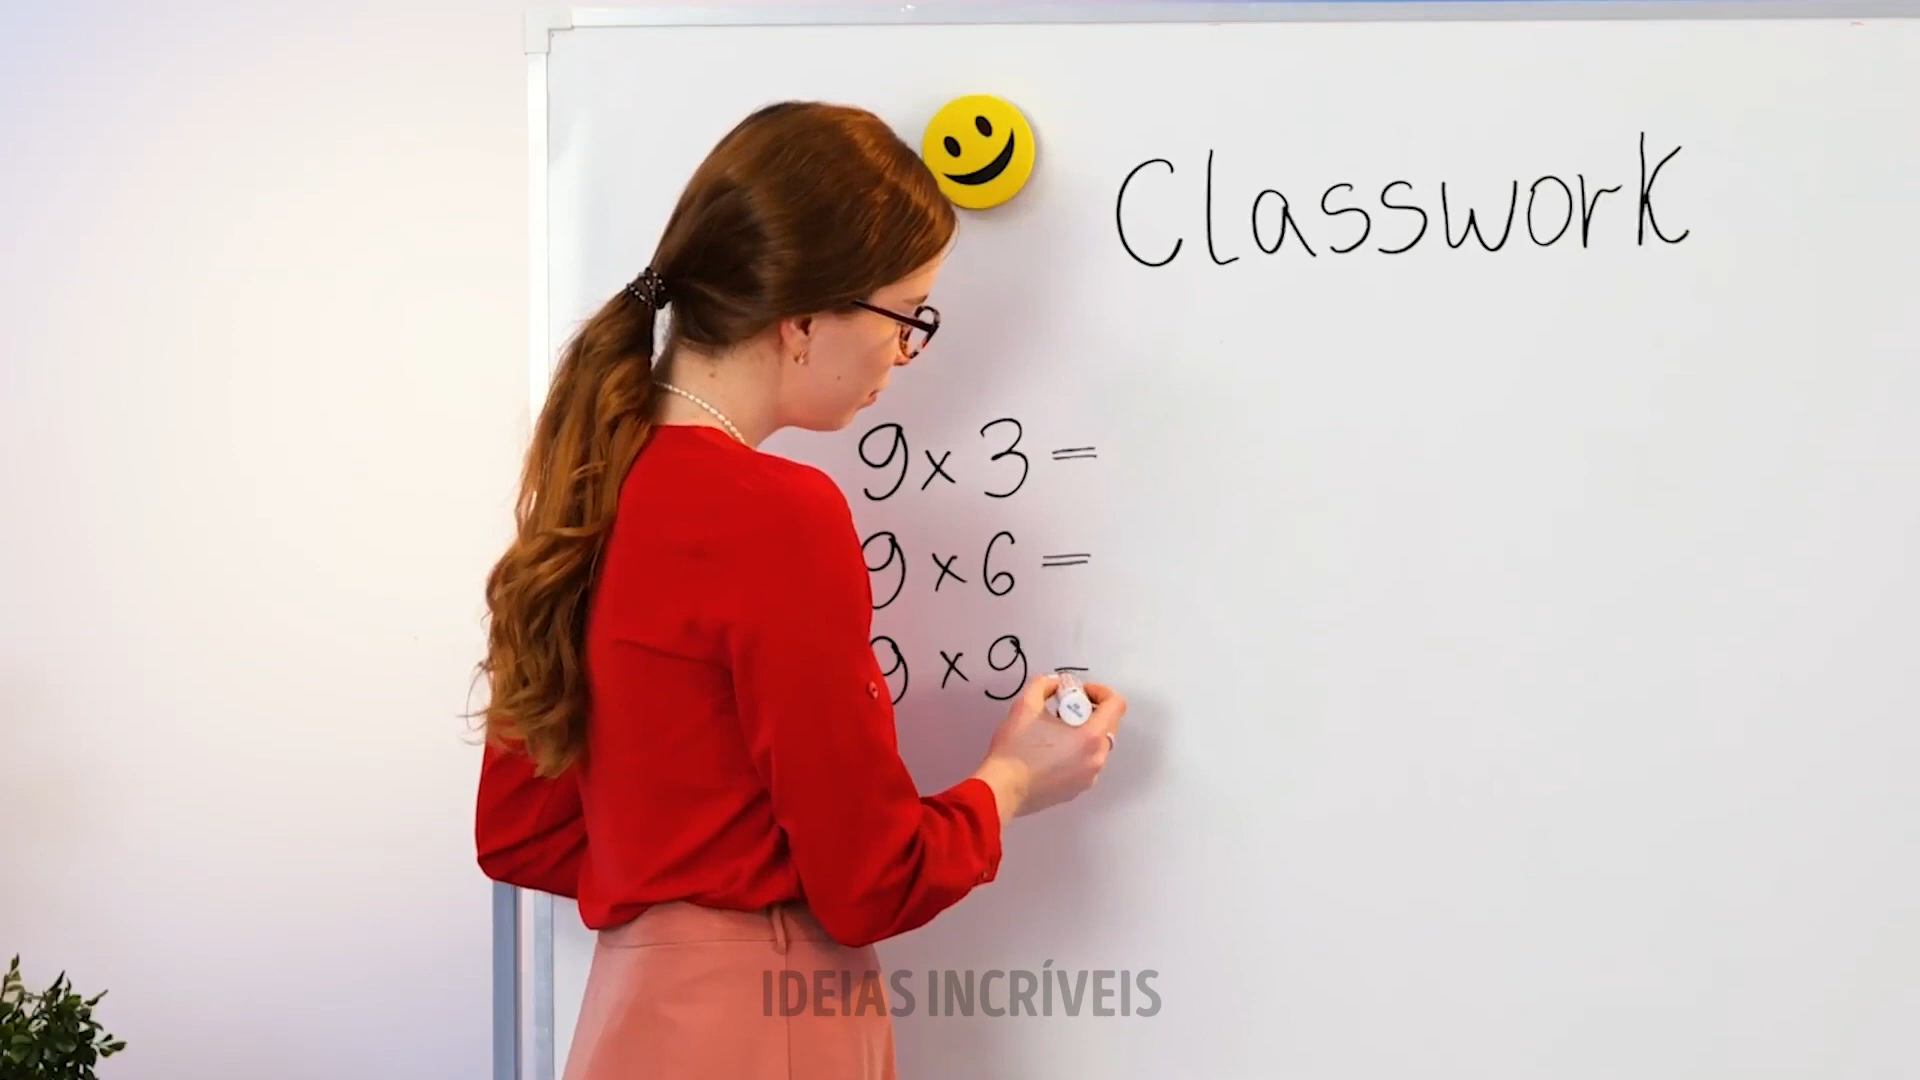 Classwork
9 x 3 =
9 x 6 =
9 x 9 =
IDEIAS INCRÍVEIS